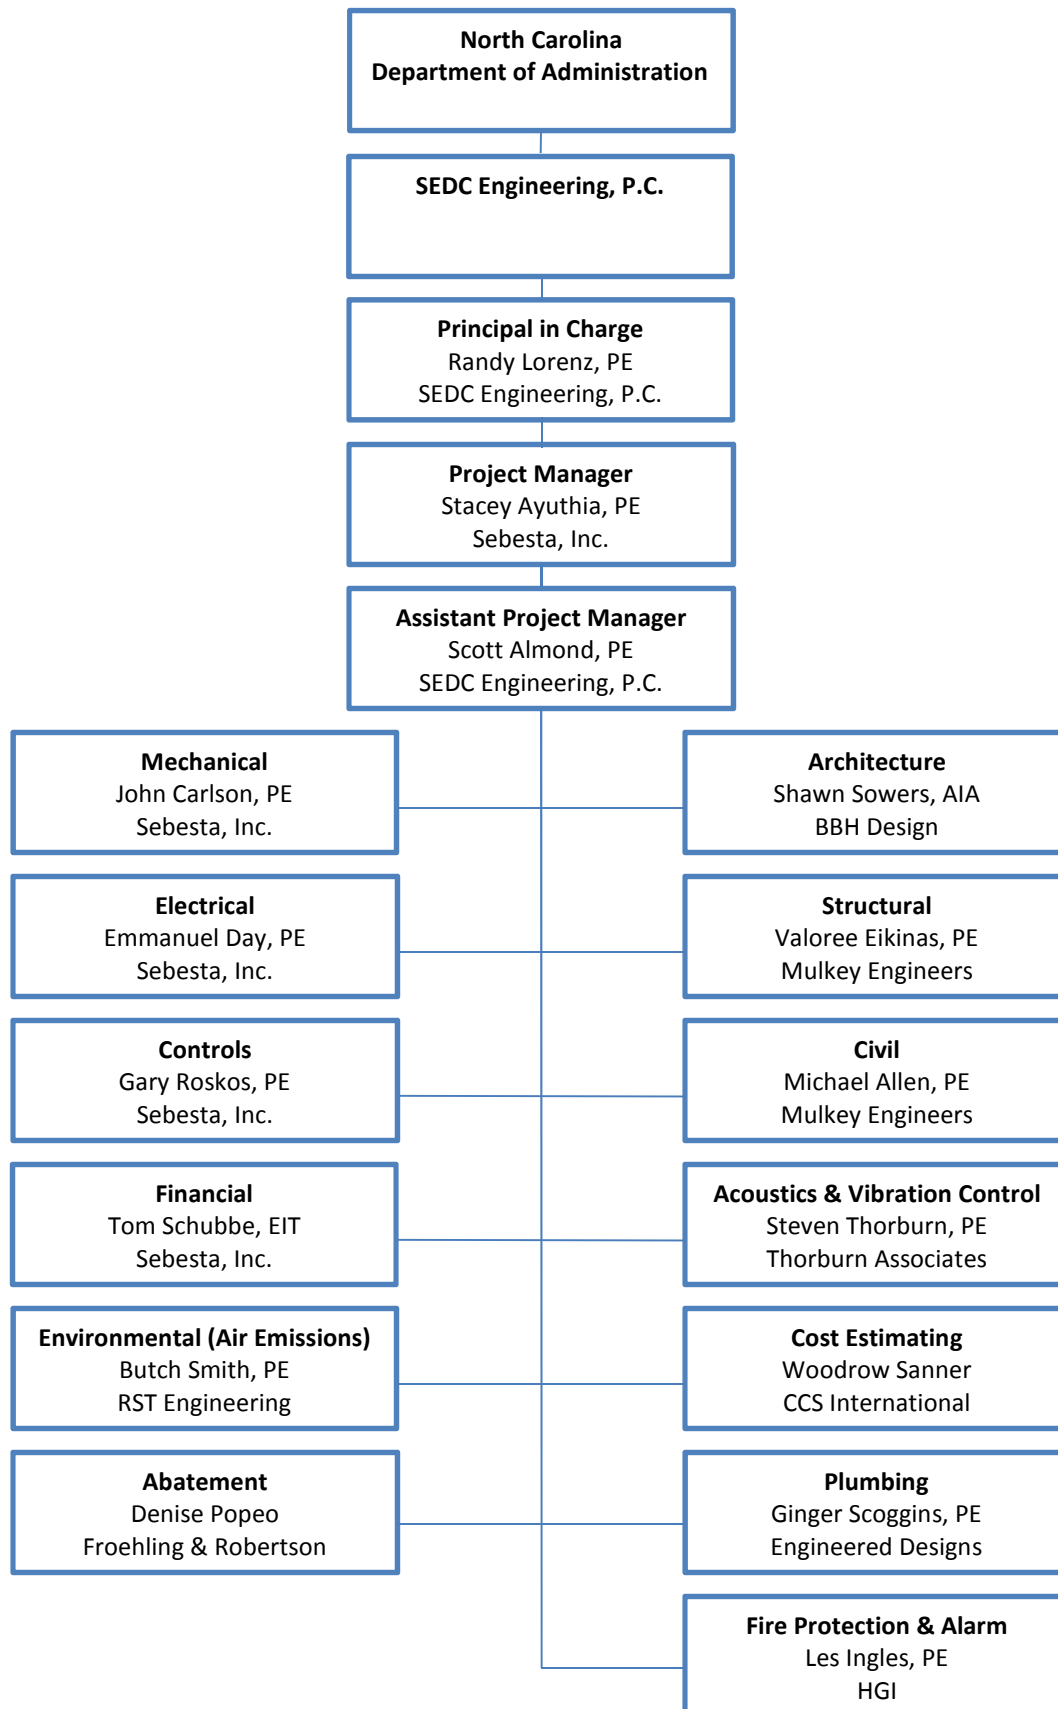 North Carolina
Department of Administration
SEDC Engineering, P.C.
Principal in Charge
Randy Lorenz, PE
SEDC Engineering, P.C.
Project Manager
Stacey Ayuthia, PE
Sebesta, Inc.
Assistant Project Manager
Scott Almond, PE
SEDC Engineering, P.C.
Mechanical
John Carlson, PE
Sebesta, Inc.
Architecture
Shawn Sowers, AIA
BBH Design
Electrical
Emmanuel Day, PE
Sebesta, Inc.
Structural
Valoree Eikinas, PE
Mulkey Engineers
Controls
Gary Roskos, PE
Sebesta, Inc.
Civil
Michael Allen, PE
Mulkey Engineers
Financial
Tom Schubbe, EIT
Sebesta, Inc.
Acoustics & Vibration Control
Steven Thorburn, PE
Thorburn Associates
Environmental (Air Emissions)
Butch Smith, PE
RST Engineering
Cost Estimating
Woodrow Sanner
CCS International
Abatement
Denise Popeo
Froehling & Robertson
Plumbing
Ginger Scoggins, PE
Engineered Designs
Fire Protection & Alarm
Les Ingles, PE
HGI